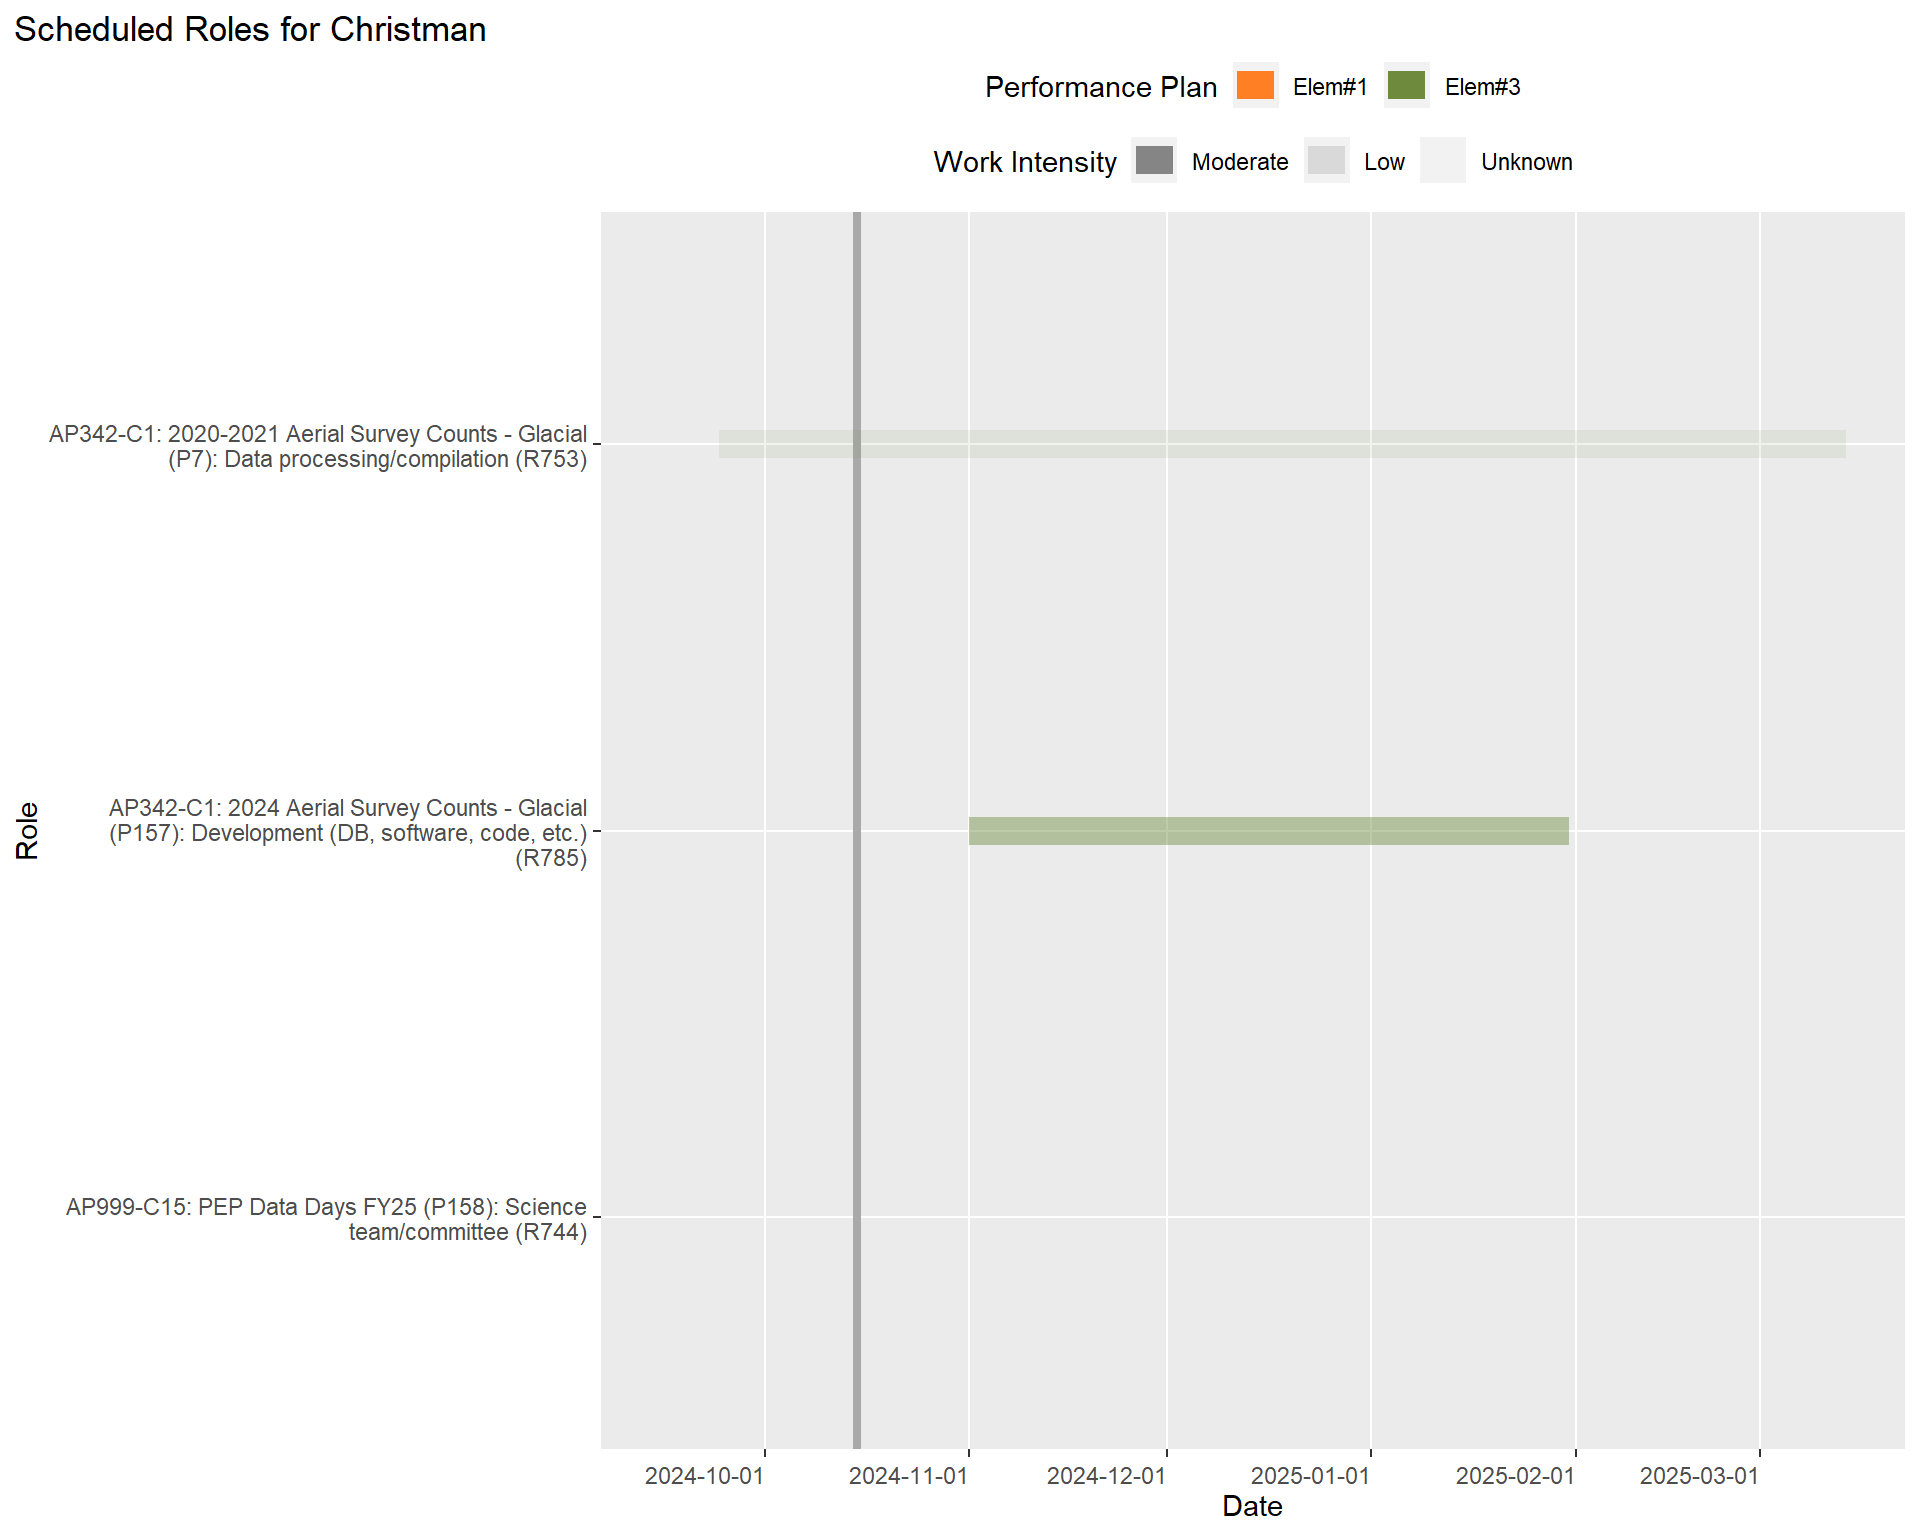 Scheduled Roles for Christman
Performance Plan Elem#1 Elem#3
Work Intensity Moderate Low Unknown
AP342-C1: 2020-2021 Aerial Survey Counts - Glacial
(P7): Data processing/compilation (R753)
AP342-C1: 2024 Aerial Survey Counts - Glacial
(P157): Development (DB, software, code, etc.)
(R785)
Role
AP999-C15: PEP Data Days FY25 (P158): Science
team/committee (R744)
2024-10-01 2024-11-01 2024-12-01 2025-01-01 2025-02-01 2025-03-01
Date